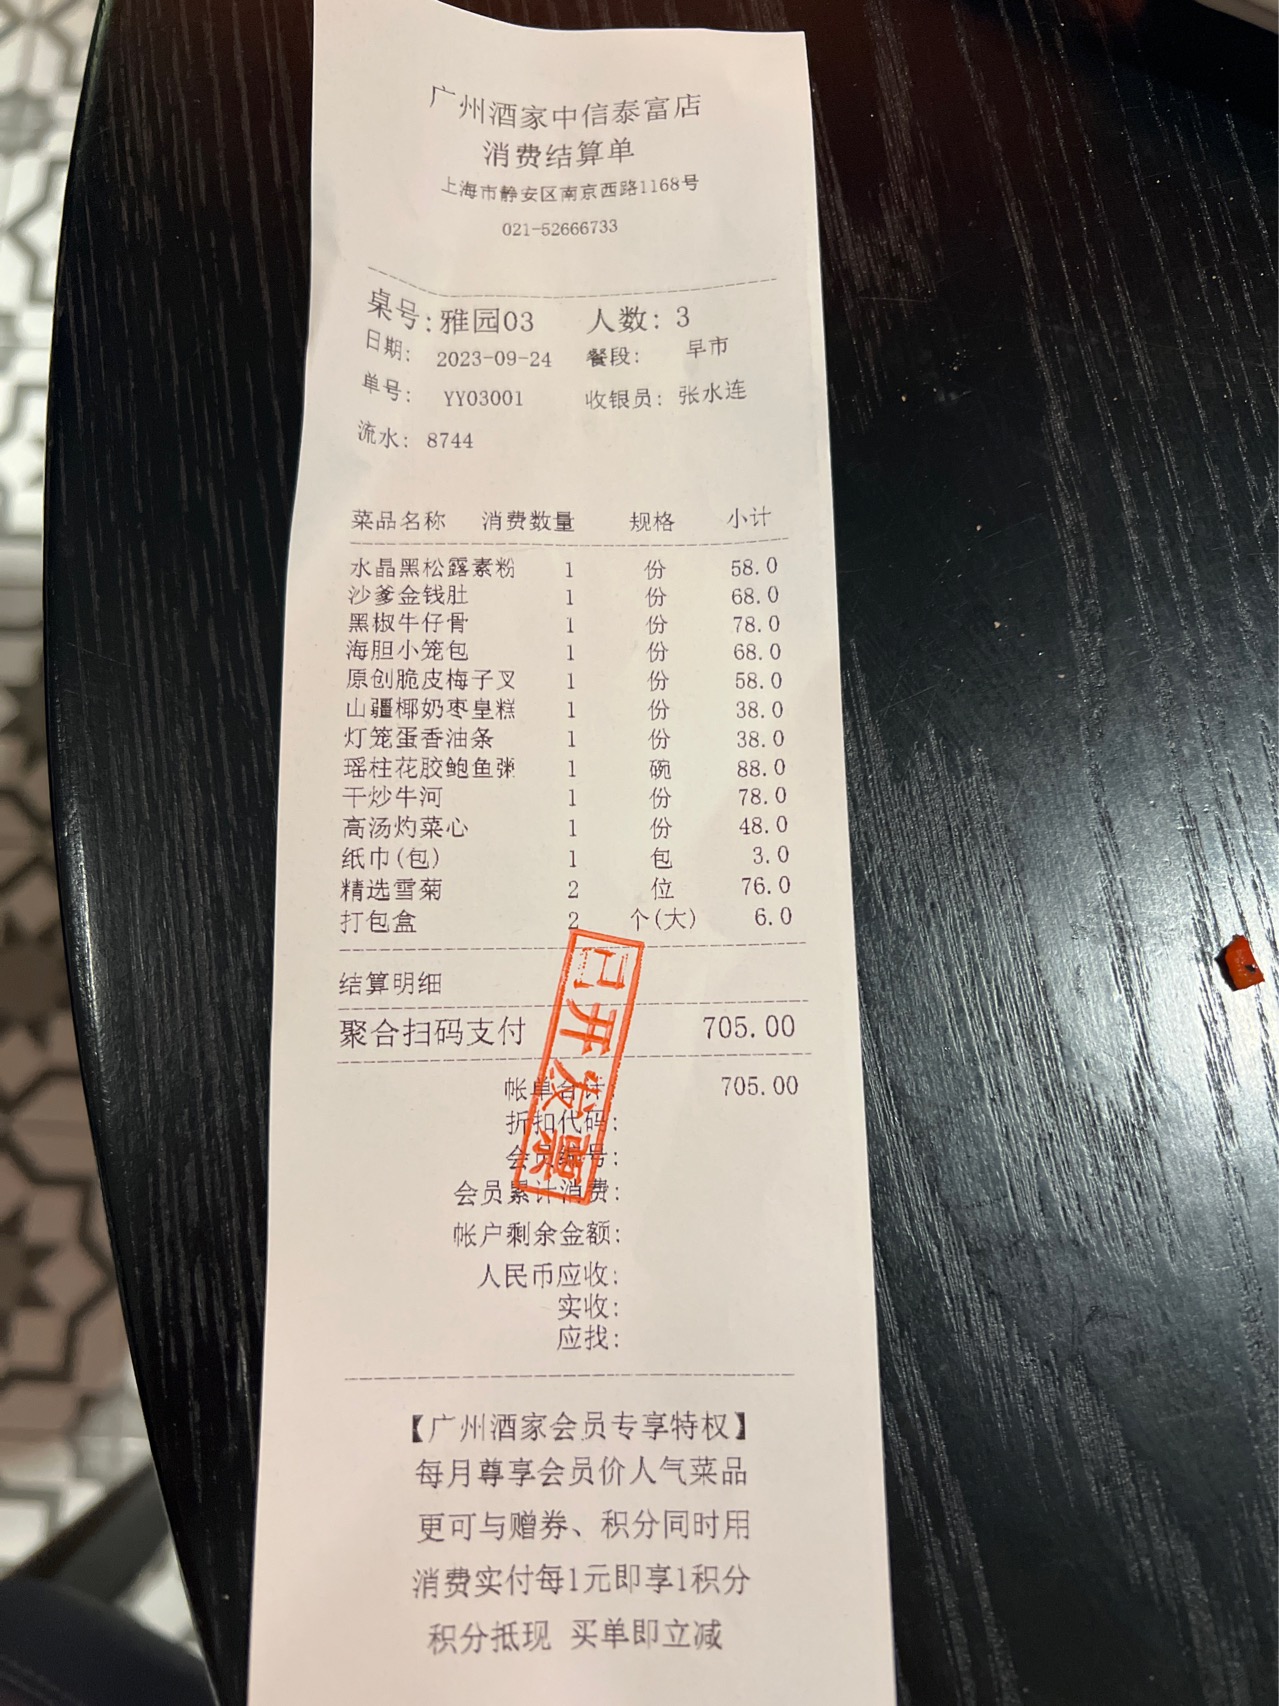 广州酒家中信泰富店
消费结算单
上海市静安区南京西路1168号
021-52666733
桌号:雅园03 人数: 3
日期: 2023-09-24 餐段: 早市
单号: YY03001 收银员: 张水连
流水: 8744
菜品名称 消费数量 规格 小计
水晶黑松露素粉 1 份 58.0
沙爹金钱肚 1 份 68.0
黑椒牛仔骨 1 份 78.0
海胆小笼包 1 份 68.0
原创脆皮梅子叉 1 份 58.0
山疆椰奶枣皇糕 1 份 38.0
灯笼蛋香油条 1 份 38.0
瑶柱花胶鲍鱼粥 1 碗 88.0
干炒牛河 1 份 78.0
高汤灼菜心 1 份 48.0
纸巾(包) 1 包 3.0
精选雪菊 2 位 76.0
打包盒 2 个(大) 6.0
结算明细
聚合扫码支付 705.00
帐单合计: 705.00
折扣代码:
会员编号:
会员累计消费:
帐户剩余金额:
人民币应收:
实收:
应找:
已开发票
【广州酒家会员专享特权】
每月尊享会员价人气菜品
更可与赠券、积分同时用
消费实付每1元即享1积分
积分抵现 买单即立减